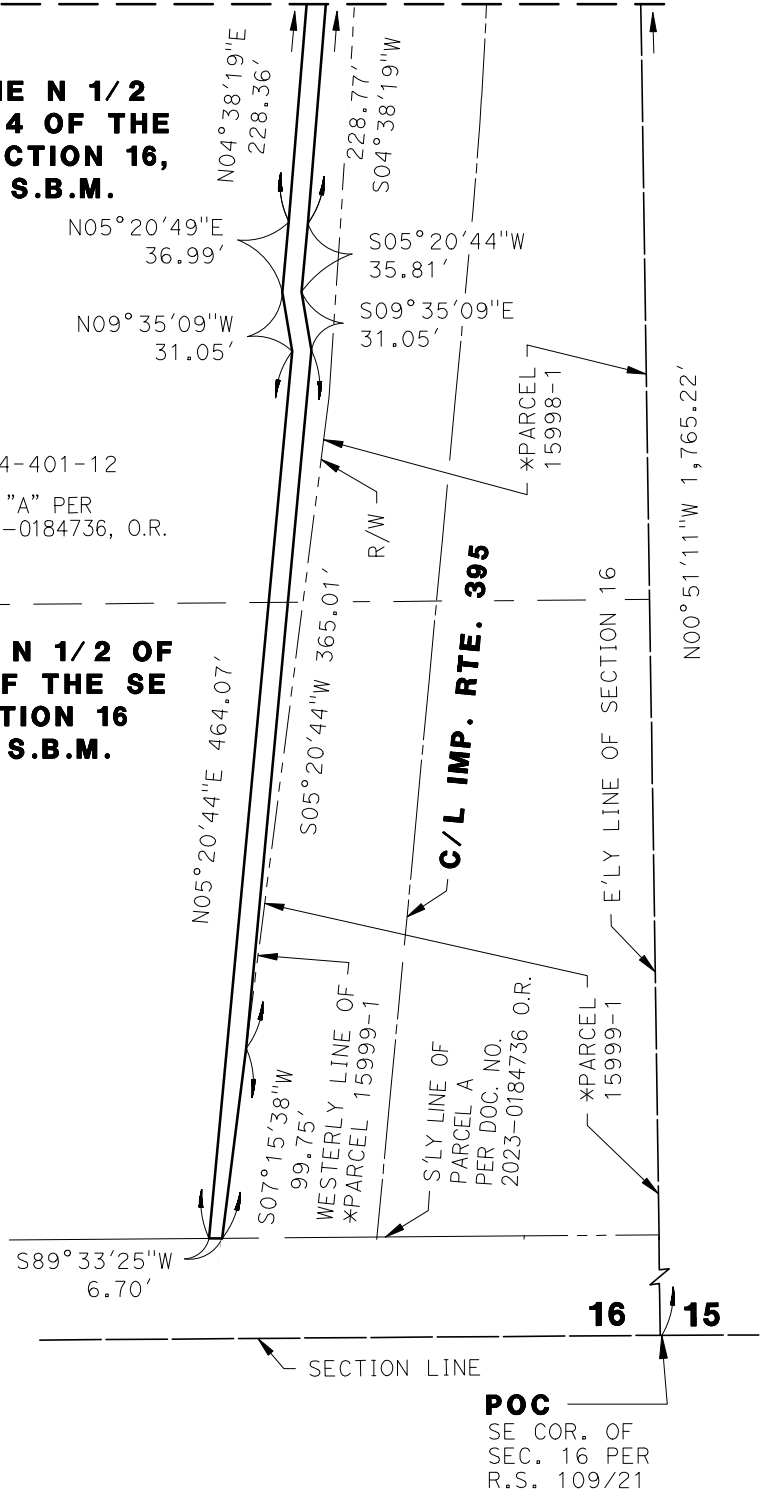 N04°38'19"E
228.36'
228.77'
S04°38'19"W
N 1/2
4 OF THE
CTION 16,
S.B.M.
N05°20'49"E
36.99'
S05°20'44"W
35.81'
N09°35'09"W
31.05'
S09°35'09"E
31.05'
*PARCEL
15998-1
N00°51'11"W 1,765.22'
4-401-12
"A" PER
-0184736, O.R.
R/W
C/L IMP. RTE. 395
E'LY LINE OF SECTION 16
N 1/2 OF
F THE SE
TION 16
S.B.M.
N05°20'44"E 464.07'
S05°20'44"W 365.01'
S07°15'38"W
99.75'
WESTERLY LINE OF
*PARCEL 15999-1
S'LY LINE OF
PARCEL A
PER DOC. NO.
2023-0184736 O.R.
*PARCEL
15999-1
S89°33'25"W
6.70'
16 15
SECTION LINE
POC
SE COR. OF
SEC. 16 PER
R.S. 109/21